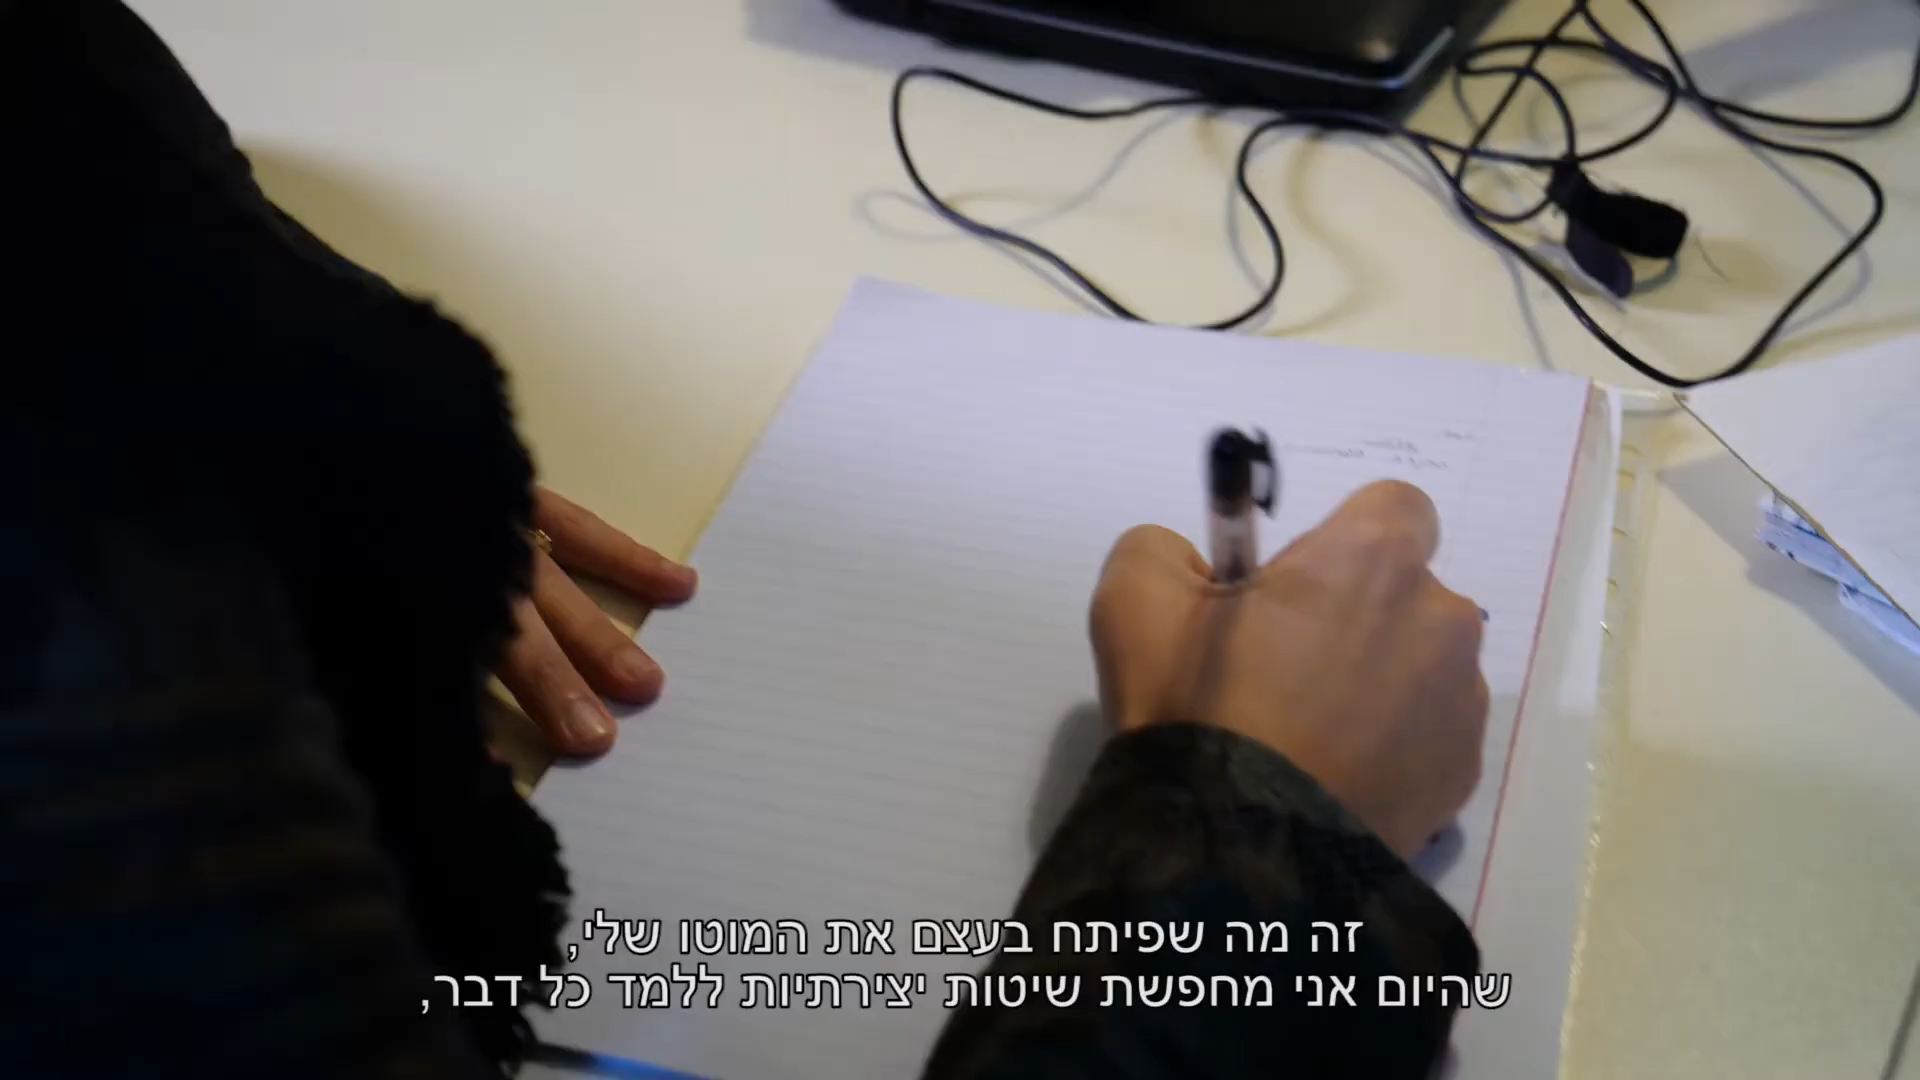 זה מה שפיתח בעצם את המוטו שלי,
שהיום אני מחפשת שיטות יצירתיות ללמד כל דבר,